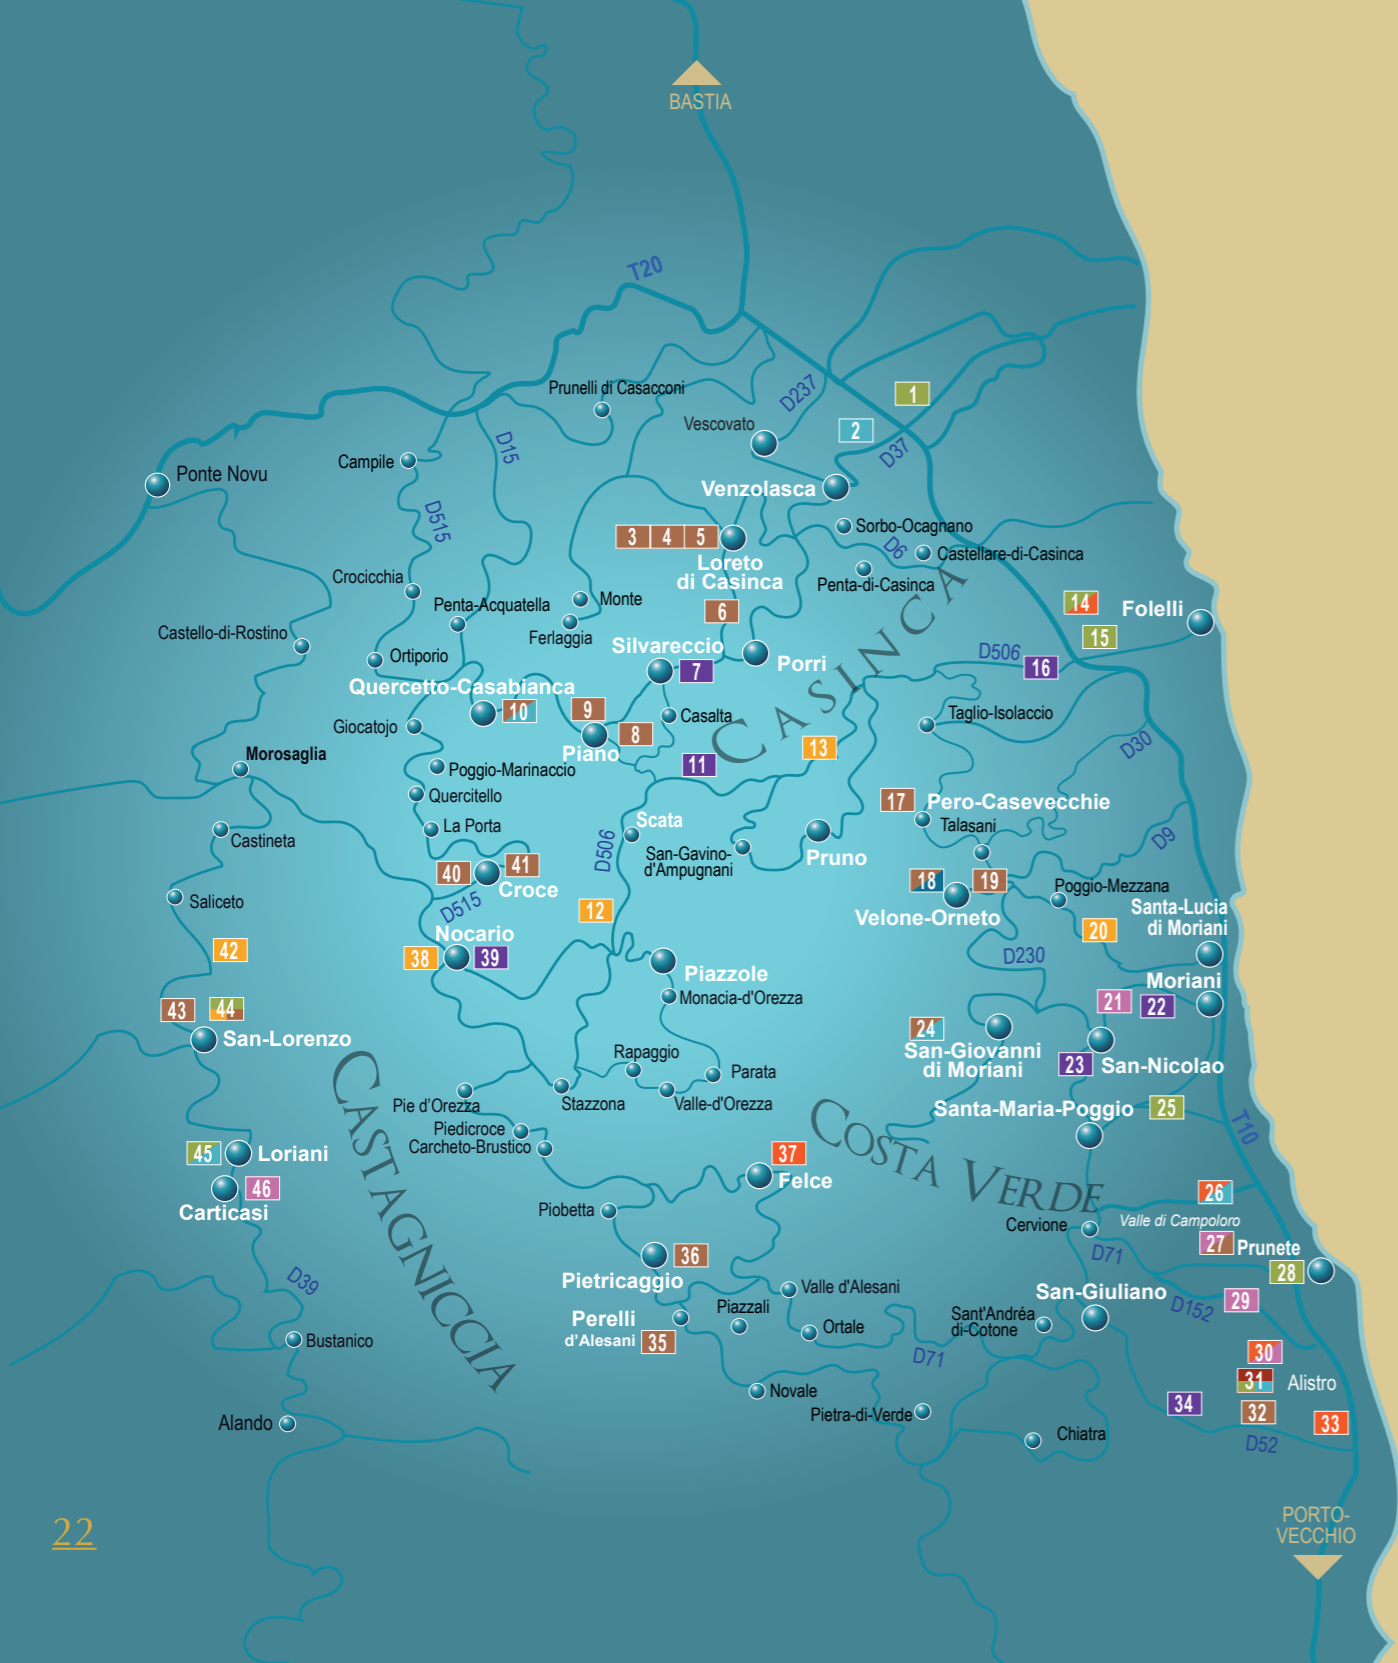 BASTIA
T20
Prunelli di Casacconi
D237
1
Vescovato
2
D15
D37
Campile
Ponte Novu
Venzolasca
D515
Sorbo-Ocagnano
3 4 5
D6
Castellare-di-Casinca
Loreto
di Casinca
Penta-di-Casinca
Crocicchia
Monte
Penta-Acquatella
6
14
Folelli
Castello-di-Rostino
Ferlaggia
15
Silvareccio
7
Porri
D506
16
Ortiporio
CASINCA
Quercetto-Casabianca
10
9
Casalta
Taglio-Isolaccio
Giocatojo
8
Piano
13
D30
Morosaglia
11
Poggio-Marinaccio
Quercitello
17
Pero-Casevecchie
La Porta
Scata
Talasani
D9
Castineta
D506
San-Gavino-
d'Ampugnani
Pruno
40
41
Croce
18
19
Poggio-Mezzana
Saliceto
D515
12
Velone-Orneto
Santa-Lucia
di Moriani
Nocario
20
42
38
39
D230
Piazzole
Moriani
Monacia-d'Orezza
21
22
43
44
24
San-Lorenzo
San-Giovanni
di Moriani
23
San-Nicolao
Rapaggio
Parata
CASTAGNICCIA
Pie d'Orezza
Stazzona
Valle-d'Orezza
Santa-Maria-Poggio
25
Piedicroce
COSTA VERDE
T10
Carcheto-Brustico
45
Loriani
37
Felce
46
Carticasi
26
Piobetta
Cervione
Valle di Campoloro
27
Prunete
36
D71
28
Pietricaggio
D39
Valle d'Alesani
San-Giuliano
29
Piazzali
D152
Perelli
d'Alesani
35
Ortale
Sant'Andréa
di-Cotone
Bustanico
D71
30
31
Alistro
Novale
34
32
Pietra-di-Verde
33
Alando
Chiatra
D52
PORTO-
VECCHIO
22